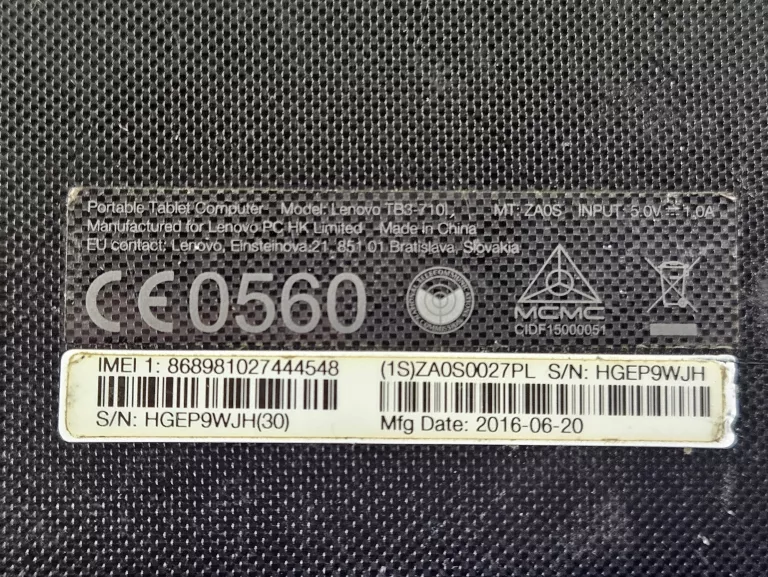 Portable Tablet Computer Model: Lenovo TB3-710I MT: ZA0S INPUT: 5.0V⎓1.0A
Manufactured for Lenovo PC HK Limited Made in China
EU contact: Lenovo, Einsteinova 21, 851 01 Bratislava, Slovakia
CE0560
MCMC
CIDF15000051
IMEI 1: 868981027444548 (1S)ZA0S0027PL S/N: HGEP9WJH
S/N: HGEP9WJH(30) Mfg Date: 2016-06-20